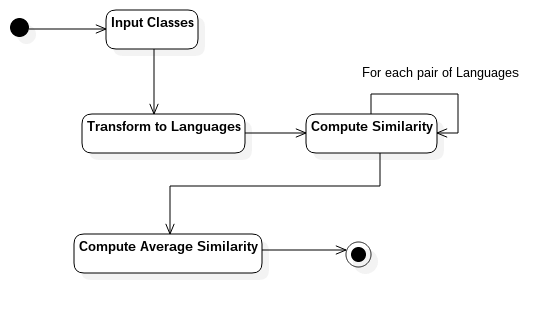 Input Classes
For each pair of Languages
Transform to Languages
Compute Similarity
Compute Average Similarity